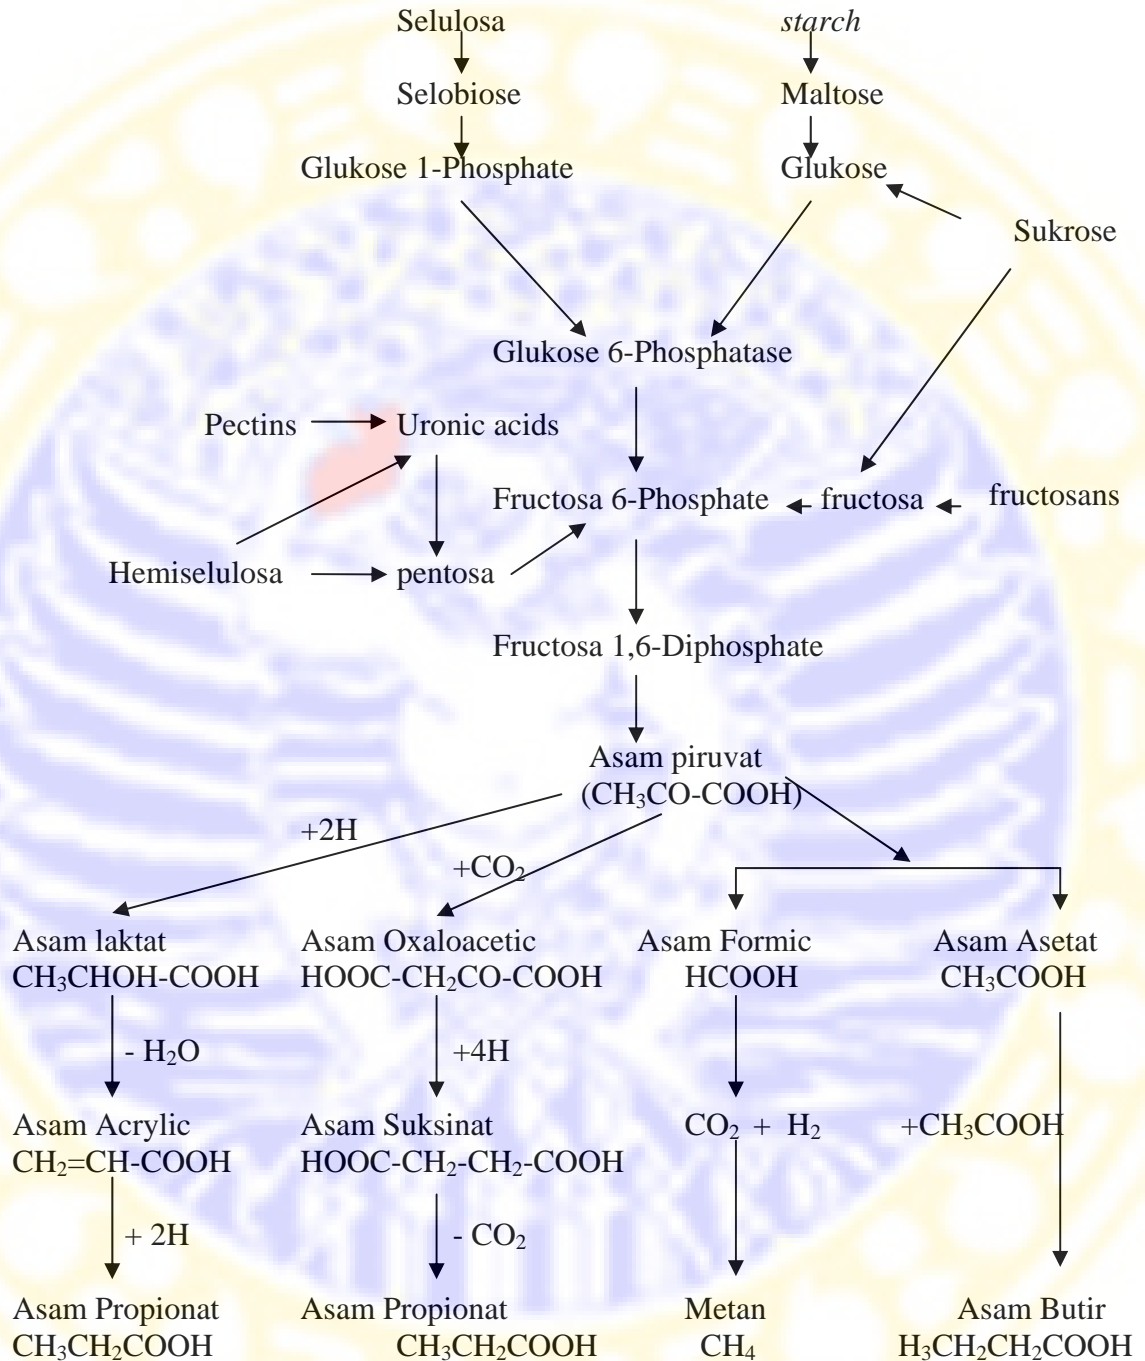 Selulosa
starch
Selobiose
Maltose
Glukose 1-Phosphate
Glukose
Sukrose
Glukose 6-Phosphatase
Pectins
Uronic acids
Fructosa 6-Phosphate
fructosa
fructosans
Hemiselulosa
pentosa
Fructosa 1,6-Diphosphate
Asam piruvat
(CH₃CO-COOH)
+2H
+CO₂
Asam laktat
CH₃CHOH-COOH
Asam Oxaloacetic
HOOC-CH₂CO-COOH
Asam Formic
HCOOH
Asam Asetat
CH₃COOH
- H₂O
+4H
Asam Acrylic
CH₂=CH-COOH
Asam Suksinat
HOOC-CH₂-CH₂-COOH
CO₂ + H₂
+CH₃COOH
+ 2H
- CO₂
Asam Propionat
CH₃CH₂COOH
Asam Propionat
CH₃CH₂COOH
Metan
CH₄
Asam Butir
H₃CH₂CH₂COOH